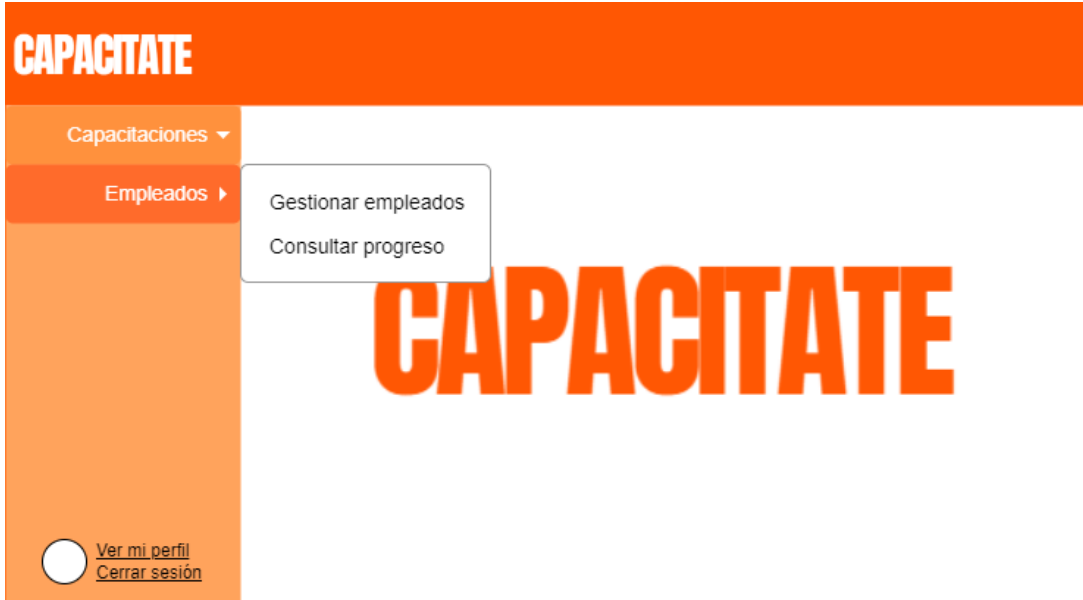 CAPACITATE
Capacitaciones
Empleados
Gestionar empleados
Consultar progreso
CAPACITATE
Ver mi perfil
Cerrar sesión